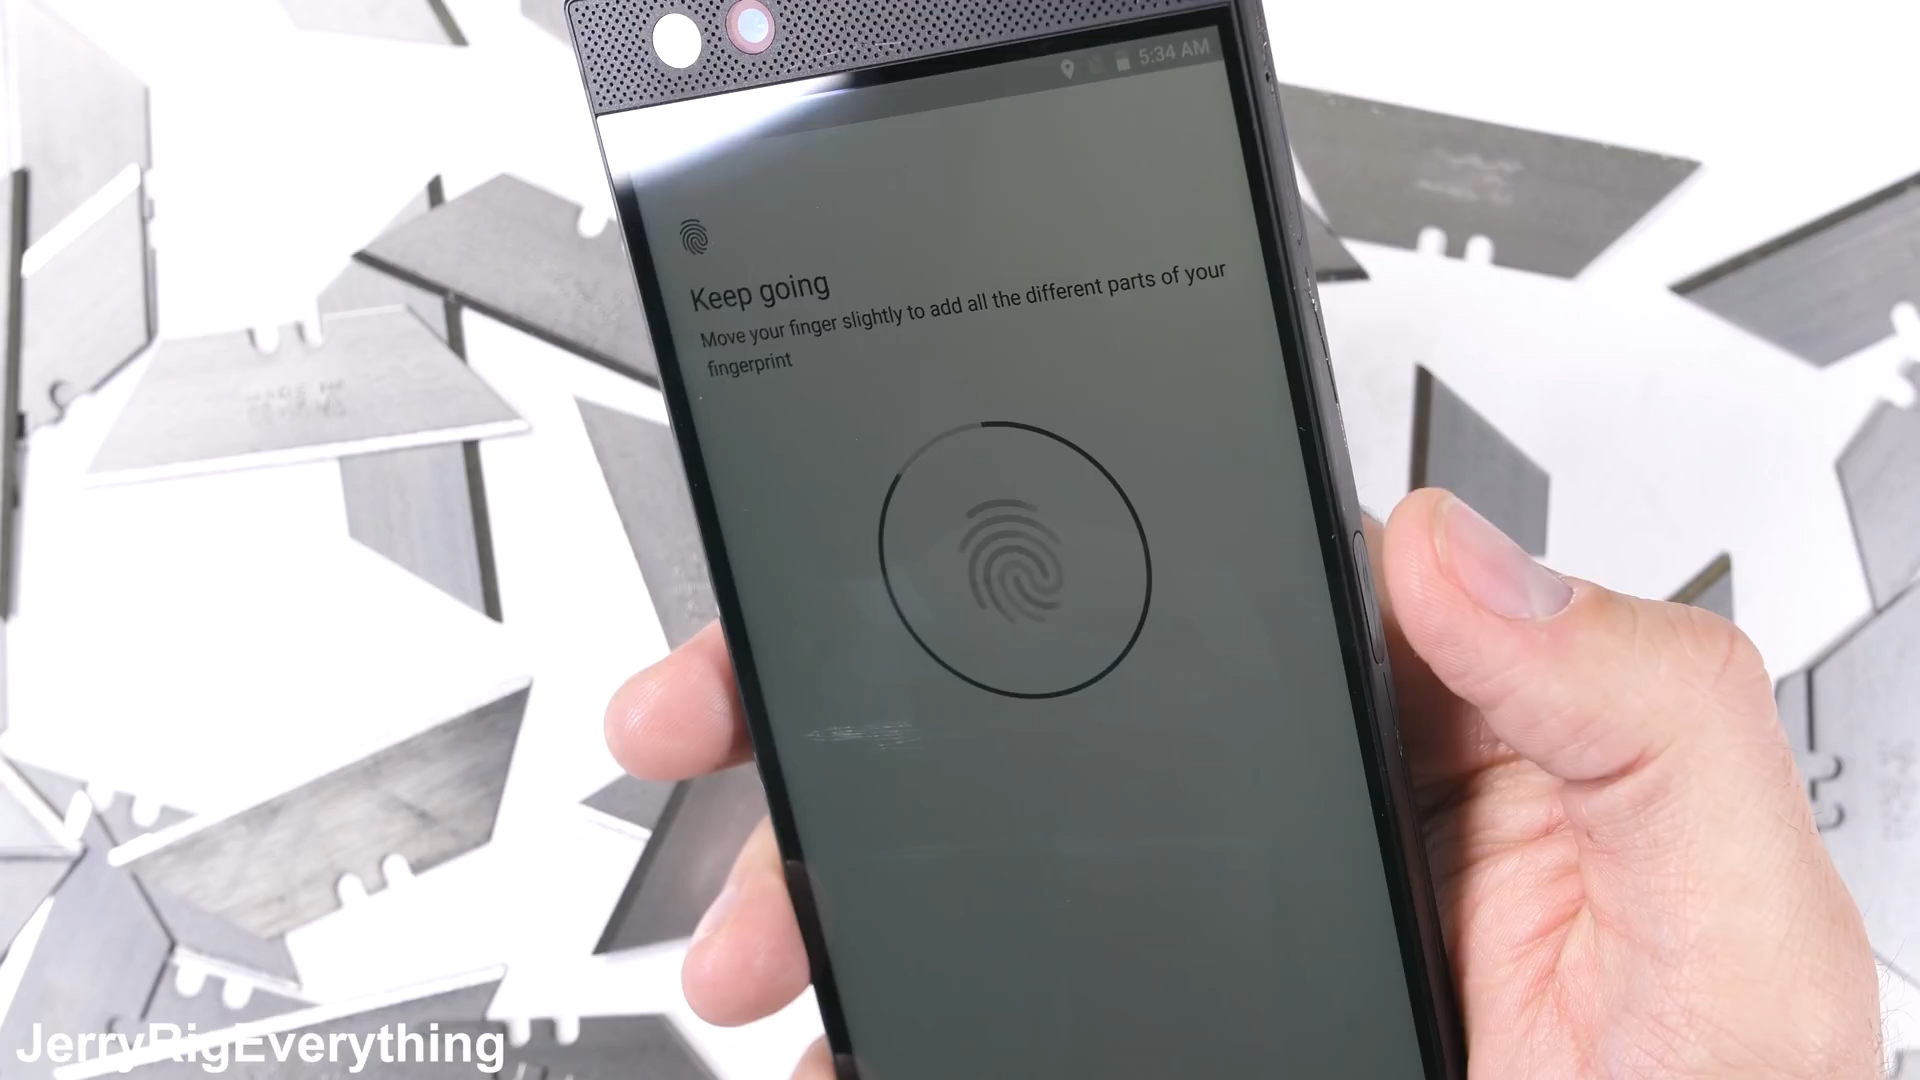 5:34 AM
Keep going
Move your finger slightly to add all the different parts of your
fingerprint
JerryRigEverything